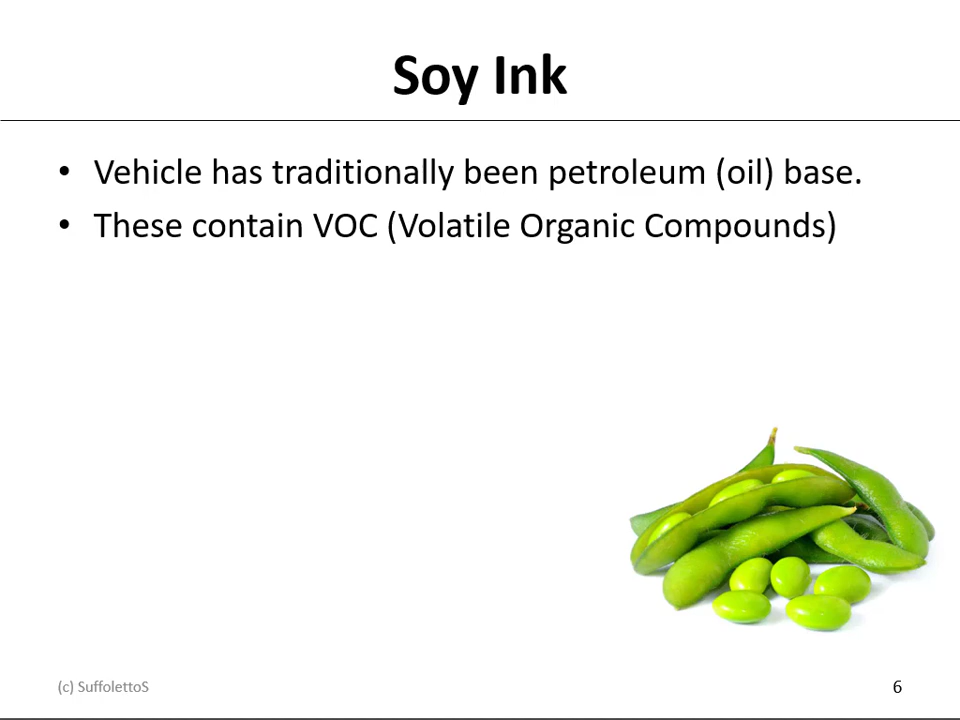 Soy Ink
• Vehicle has traditionally been petroleum (oil) base.
• These contain VOC (Volatile Organic Compounds)
(c) SuffolettoS
6